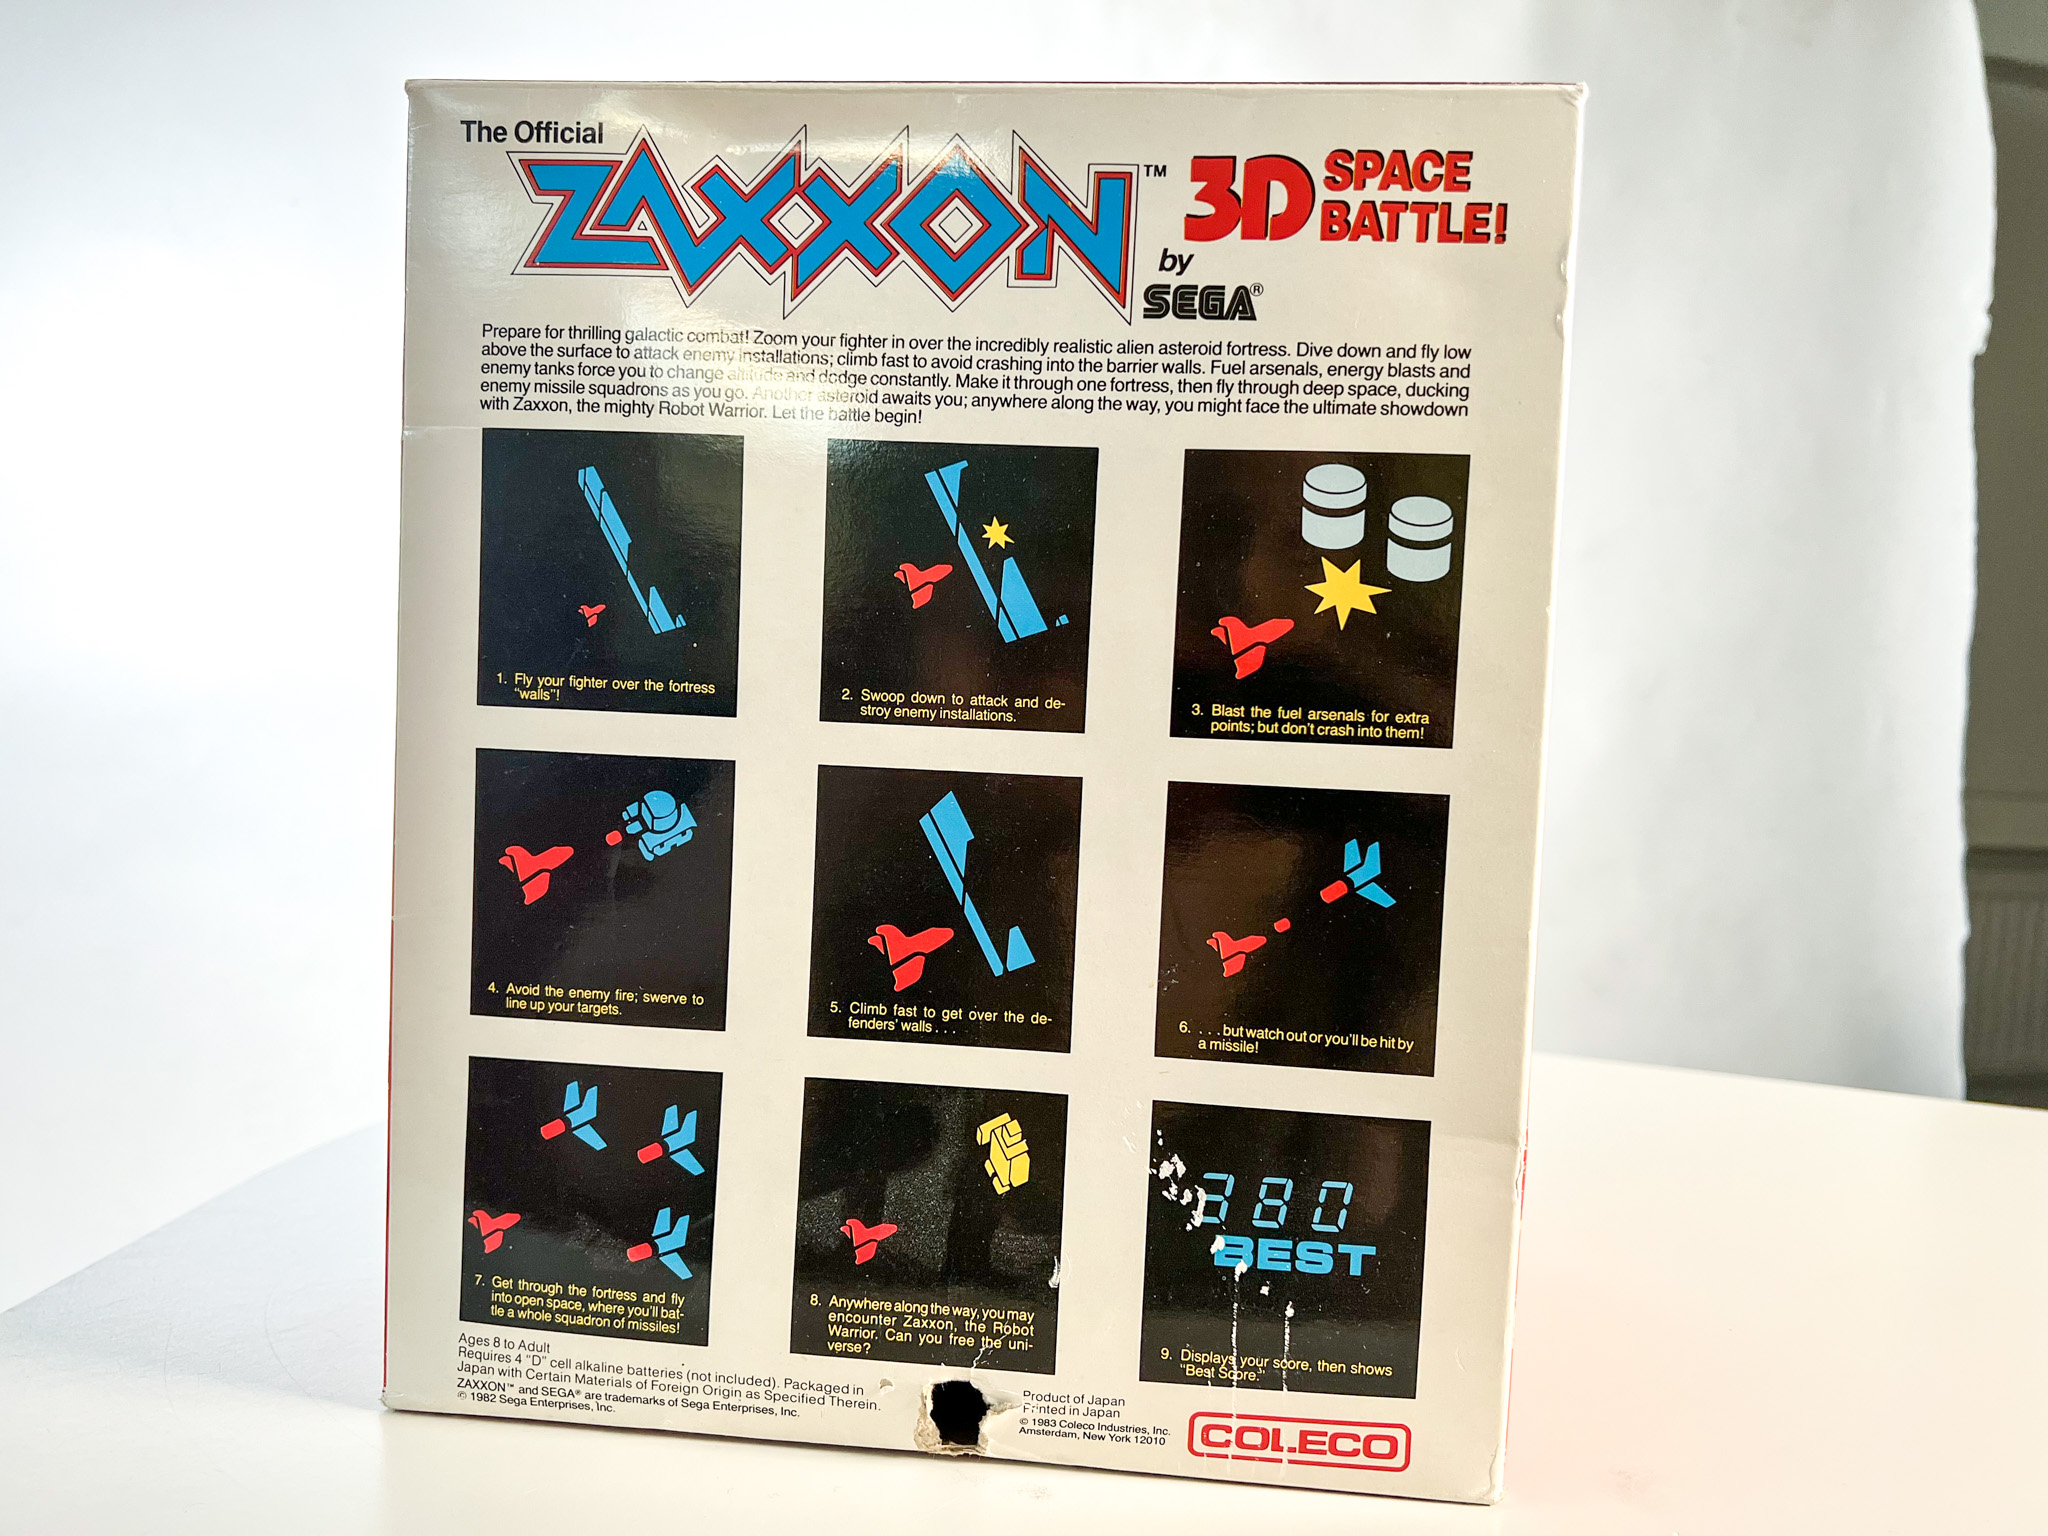 The Official
ZAXXON™
3D SPACE
BATTLE!
by
SEGA®
Prepare for thrilling galactic combat! Zoom your fighter in over the incredibly realistic alien asteroid fortress. Dive down and fly low
above the surface to attack enemy installations; climb fast to avoid crashing into the barrier walls. Fuel arsenals, energy blasts and
enemy tanks force you to change altitude and dodge constantly. Make it through one fortress, then fly through deep space, ducking
enemy missile squadrons as you go. Another asteroid awaits you; anywhere along the way, you might face the ultimate showdown
with Zaxxon, the mighty Robot Warrior. Let the battle begin!
1. Fly your fighter over the fortress
"walls"!
2. Swoop down to attack and de-
stroy enemy installations.
3. Blast the fuel arsenals for extra
points; but don't crash into them!
4. Avoid the enemy fire; swerve to
line up your targets.
5. Climb fast to get over the de-
fenders' walls . . .
6. . . . but watch out or you'll be hit by
a missile!
7. Get through the fortress and fly
into open space, where you'll bat-
tle a whole squadron of missiles!
8. Anywhere along the way, you may
encounter Zaxxon, the Robot
Warrior. Can you free the uni-
verse?
380
BEST
9. Displays your score, then shows
"Best Score."
Ages 8 to Adult
Requires 4 "D" cell alkaline batteries (not included). Packaged in
Japan with Certain Materials of Foreign Origin as Specified Therein.
ZAXXON™ and SEGA® are trademarks of Sega Enterprises, Inc.
© 1982 Sega Enterprises, Inc.
Product of Japan
Printed in Japan
© 1983 Coleco Industries, Inc.
Amsterdam, New York 12010
COLECO